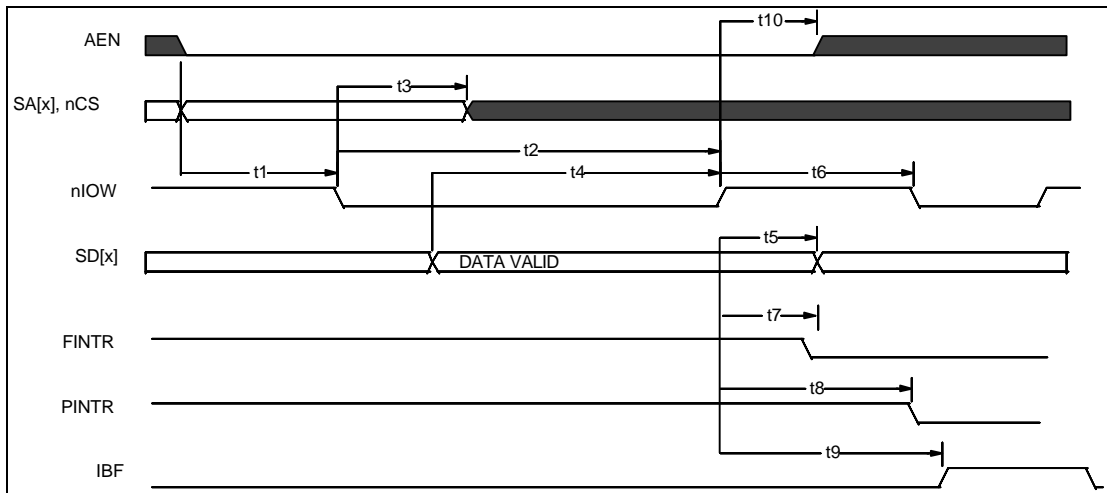 t10
AEN
t3
SA[x], nCS
t2
t1
t4
t6
nIOW
t5
SD[x]
DATA VALID
t7
FINTR
t8
PINTR
t9
IBF